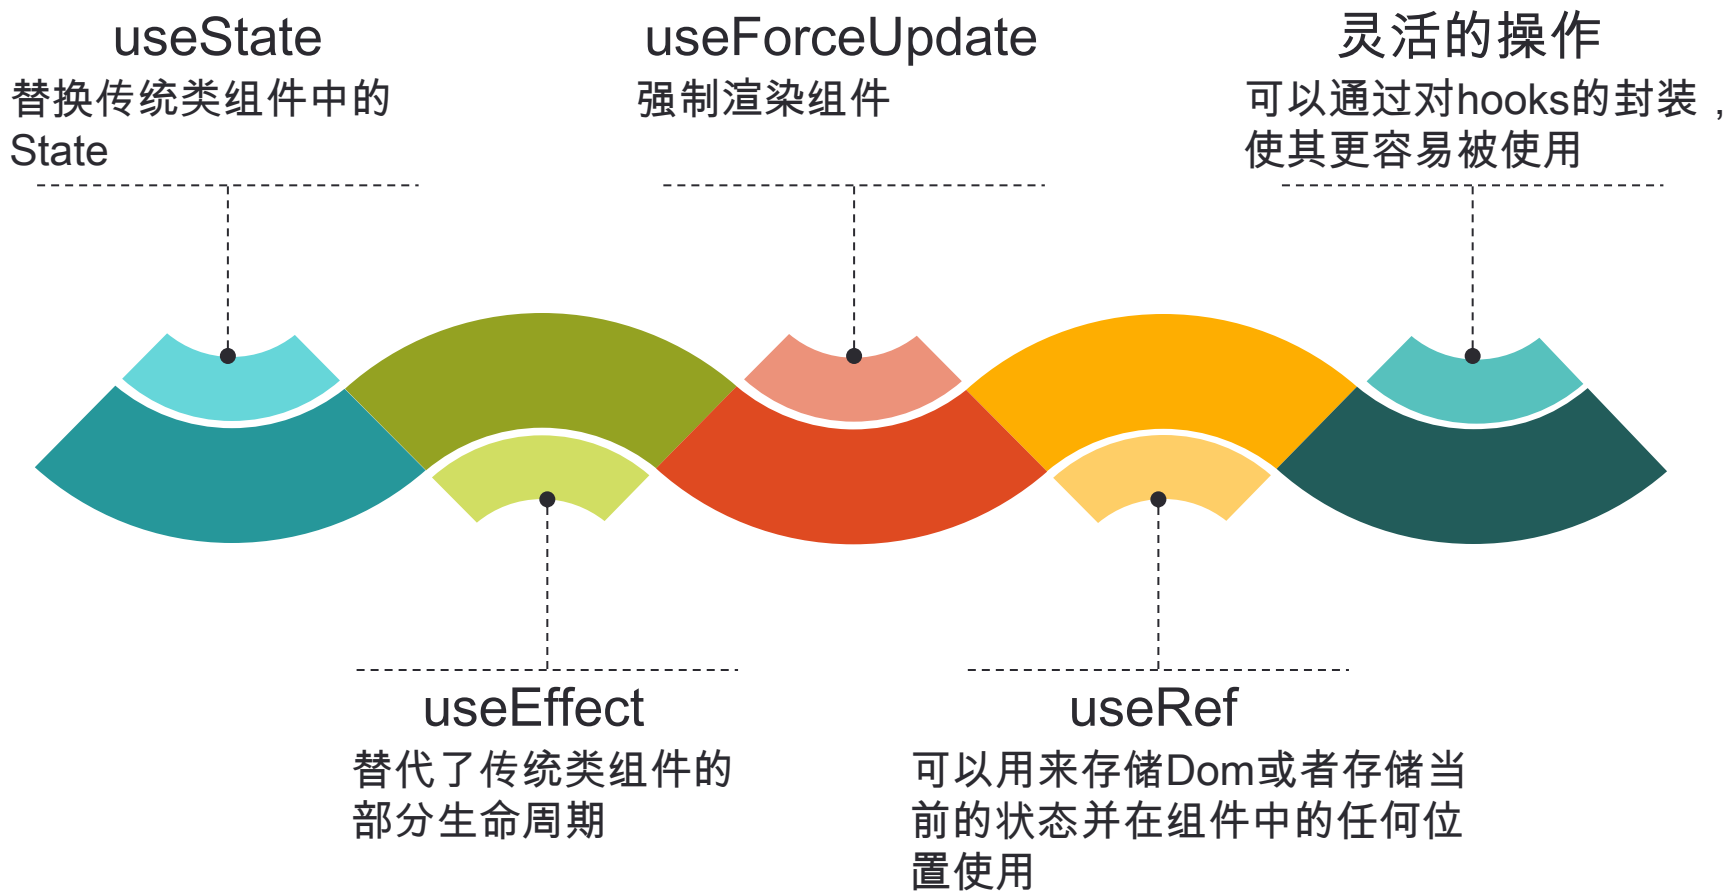 useState
替换传统类组件中的
State
useForceUpdate
强制渲染组件
灵活的操作
可以通过对hooks的封装，
使其更容易被使用
useEffect
替代了传统类组件的
部分生命周期
useRef
可以用来存储Dom或者存储当
前的状态并在组件中的任何位
置使用